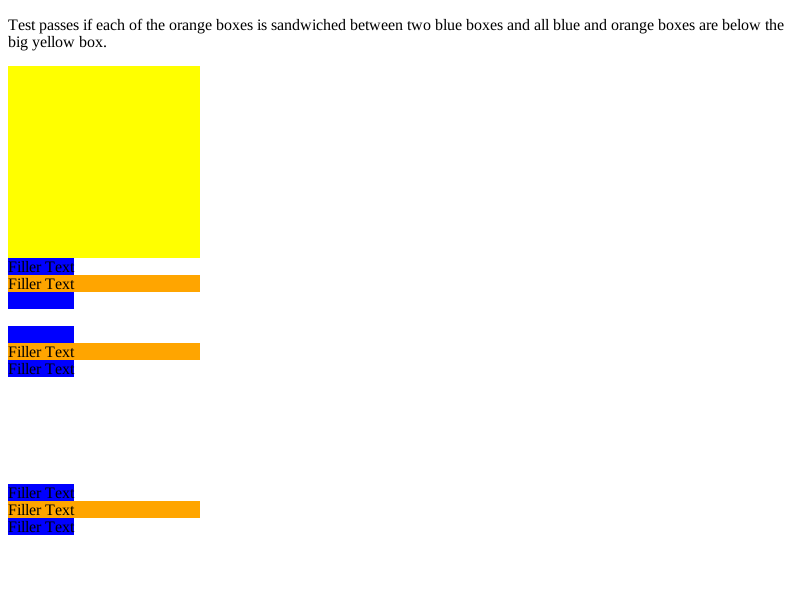 Test passes if each of the orange boxes is sandwiched between two blue boxes and all blue and orange boxes are below the
big yellow box.
Filler Text
Filler Text
Filler Text
Filler Text
Filler Text
Filler Text
Filler Text